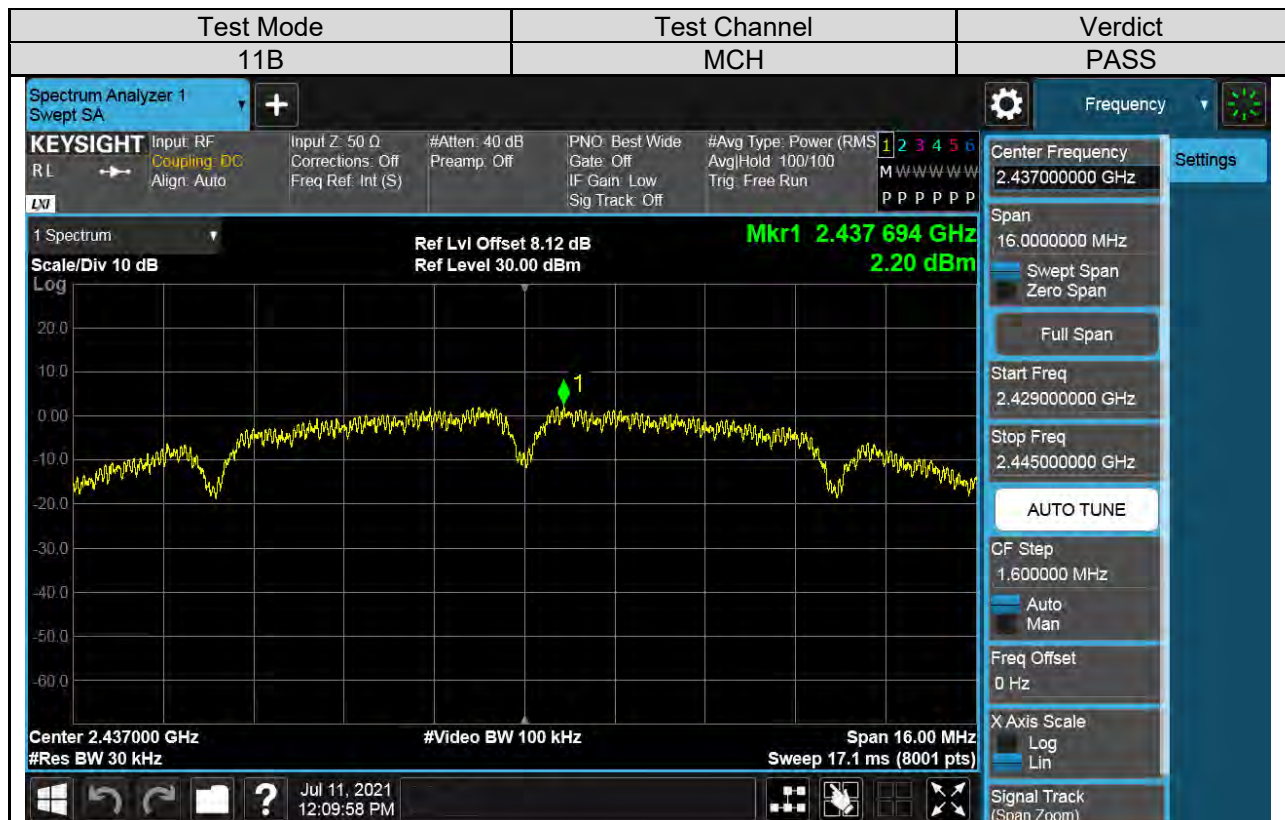 Test Mode Test Channel Verdict
11B MCH PASS
Spectrum Analyzer 1
Swept SA
Frequency
KEYSIGHT Input: RF Input Z: 50 Ω #Atten: 40 dB PNO: Best Wide #Avg Type: Power (RMS 1 2 3 4 5 6
RL Coupling: DC Corrections: Off Preamp: Off Gate: Off Avg|Hold: 100/100 M W W W W W
Align: Auto Freq Ref: Int (S) IF Gain: Low Trig: Free Run
LXI Sig Track: Off P P P P P P
1 Spectrum
Scale/Div 10 dB
Ref Lvl Offset 8.12 dB
Ref Level 30.00 dBm
Mkr1 2.437 694 GHz
2.20 dBm
Log
20.0
10.0
0.00
-10.0
-20.0
-30.0
-40.0
-50.0
-60.0
1
Center 2.437000 GHz #Video BW 100 kHz Span 16.00 MHz
#Res BW 30 kHz Sweep 17.1 ms (8001 pts)
Jul 11, 2021
12:09:58 PM
?
Center Frequency
2.437000000 GHz
Settings
Span
16.0000000 MHz
Swept Span
Zero Span
Full Span
Start Freq
2.429000000 GHz
Stop Freq
2.445000000 GHz
AUTO TUNE
CF Step
1.600000 MHz
Auto
Man
Freq Offset
0 Hz
X Axis Scale
Log
Lin
Signal Track
(Span Zoom)